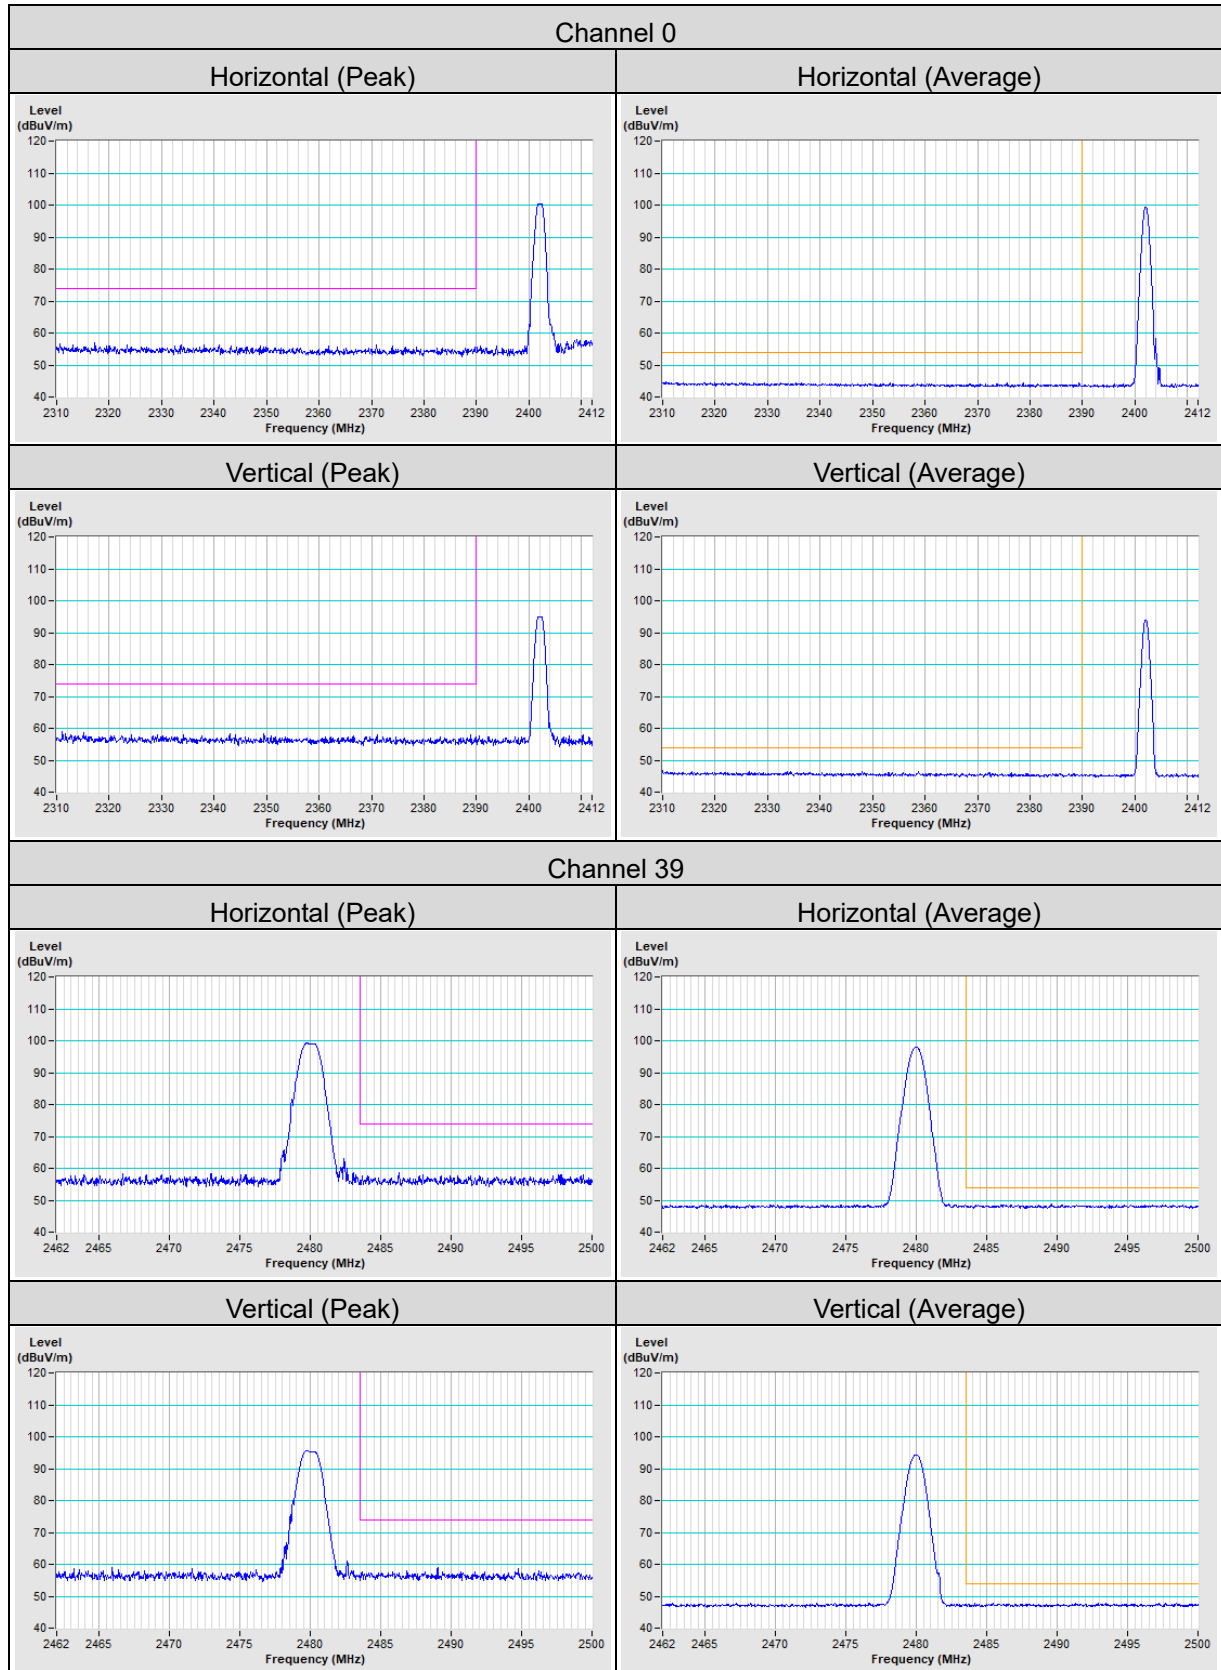 Channel 0
Horizontal (Peak)
Horizontal (Average)
Level
(dBuV/m)
120
110
100
90
80
70
60
50
40
2310 2320 2330 2340 2350 2360 2370 2380 2390 2400 2412
Frequency (MHz)
Level
(dBuV/m)
120
110
100
90
80
70
60
50
40
2310 2320 2330 2340 2350 2360 2370 2380 2390 2400 2412
Frequency (MHz)
Vertical (Peak)
Vertical (Average)
Level
(dBuV/m)
120
110
100
90
80
70
60
50
40
2310 2320 2330 2340 2350 2360 2370 2380 2390 2400 2412
Frequency (MHz)
Level
(dBuV/m)
120
110
100
90
80
70
60
50
40
2310 2320 2330 2340 2350 2360 2370 2380 2390 2400 2412
Frequency (MHz)
Channel 39
Horizontal (Peak)
Horizontal (Average)
Level
(dBuV/m)
120
110
100
90
80
70
60
50
40
2462 2465 2470 2475 2480 2485 2490 2495 2500
Frequency (MHz)
Level
(dBuV/m)
120
110
100
90
80
70
60
50
40
2462 2465 2470 2475 2480 2485 2490 2495 2500
Frequency (MHz)
Vertical (Peak)
Vertical (Average)
Level
(dBuV/m)
120
110
100
90
80
70
60
50
40
2462 2465 2470 2475 2480 2485 2490 2495 2500
Frequency (MHz)
Level
(dBuV/m)
120
110
100
90
80
70
60
50
40
2462 2465 2470 2475 2480 2485 2490 2495 2500
Frequency (MHz)